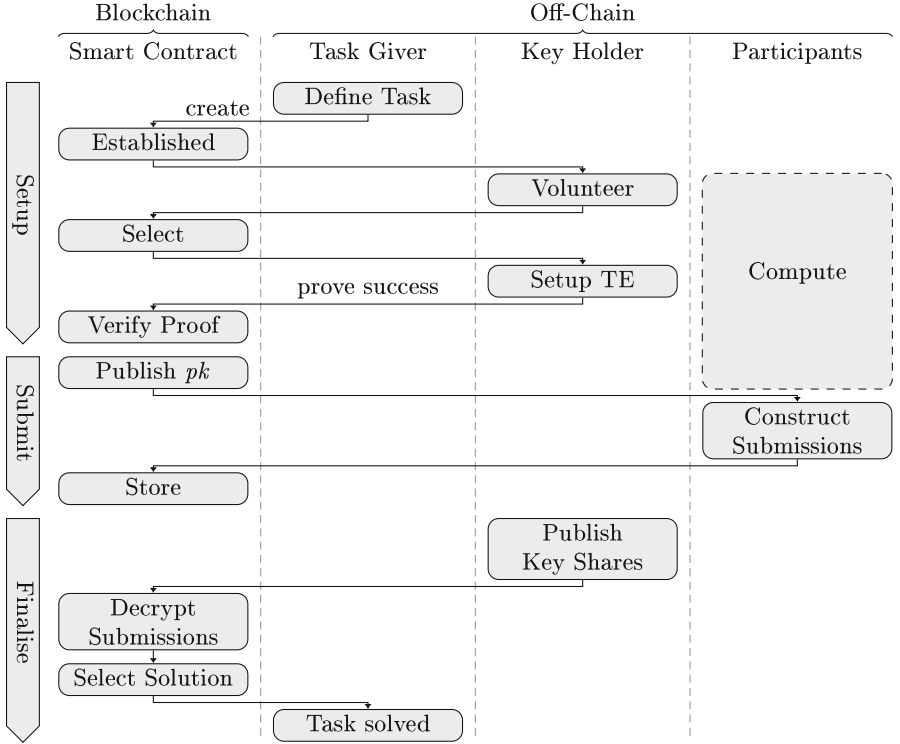 Blockchain
Off-Chain
Smart Contract
Task Giver
Key Holder
Participants
Define Task
create
Established
Volunteer
Setup
Select
Compute
Setup TE
prove success
Verify Proof
Publish pk
Submit
Construct
Submissions
Store
Publish
Key Shares
Finalise
Decrypt
Submissions
Select Solution
Task solved